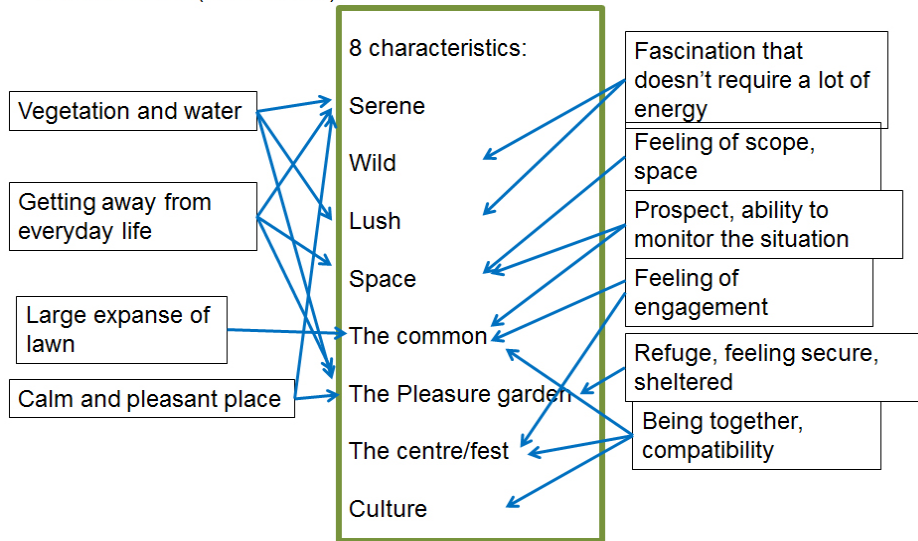 8 characteristics:
Serene
Wild
Lush
Space
The common
The Pleasure garden
The centre/fest
Culture
Vegetation and water
Getting away from
everyday life
Large expanse of
lawn
Calm and pleasant place
Fascination that
doesn’t require a lot of
energy
Feeling of scope,
space
Prospect, ability to
monitor the situation
Feeling of
engagement
Refuge, feeling secure,
sheltered
Being together,
compatibility